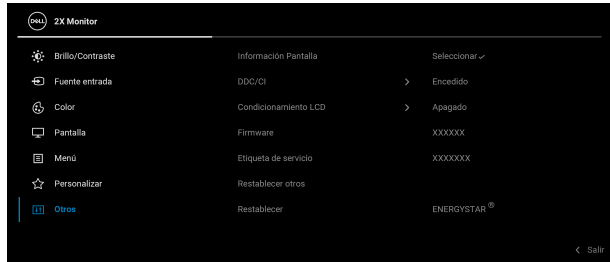 DELL 2X Monitor
Brillo/Contraste Información Pantalla Seleccionar
Fuente entrada DDC/CI Encedido
Color Condicionamiento LCD Apagado
Pantalla Firmware XXXXXX
Menú Etiqueta de servicio XXXXXXX
Personalizar Restablecer otros
Otros Restablecer ENERGYSTAR ®
Salir